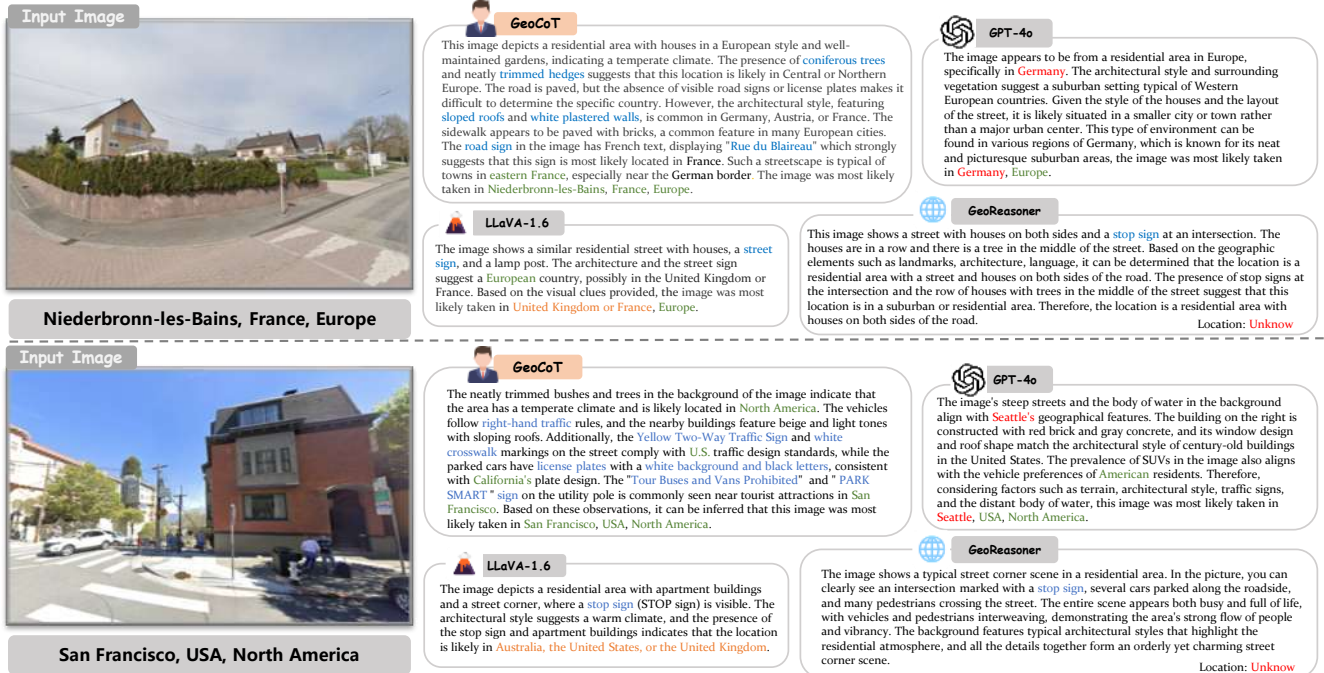 Input Image
Niederbronn-les-Bains, France, Europe
GeoCoT
This image depicts a residential area with houses in a European style and well-
maintained gardens, indicating a temperate climate. The presence of coniferous trees
and neatly trimmed hedges suggests that this location is likely in Central or Northern
Europe. The road is paved, but the absence of visible road signs or license plates makes it
difficult to determine the specific country. However, the architectural style, featuring
sloped roofs and white plastered walls, is common in Germany, Austria, or France. The
sidewalk appears to be paved with bricks, a common feature in many European cities.
The road sign in the image has French text, displaying "Rue du Blaireau" which strongly
suggests that this sign is most likely located in France. Such a streetscape is typical of
towns in eastern France, especially near the German border. The image was most likely
taken in Niederbronn-les-Bains, France, Europe.
GPT-4o
The image appears to be from a residential area in Europe,
specifically in Germany. The architectural style and surrounding
vegetation suggest a suburban setting typical of Western
European countries. Given the style of the houses and the layout
of the street, it is likely situated in a smaller city or town rather
than a major urban center. This type of environment can be
found in various regions of Germany, which is known for its neat
and picturesque suburban areas, the image was most likely taken
in Germany, Europe.
LLaVA-1.6
The image shows a similar residential street with houses, a street
sign, and a lamp post. The architecture and the street sign
suggest a European country, possibly in the United Kingdom or
France. Based on the visual clues provided, the image was most
likely taken in United Kingdom or France, Europe.
GeoReasoner
This image shows a street with houses on both sides and a stop sign at an intersection. The
houses are in a row and there is a tree in the middle of the street. Based on the geographic
elements such as landmarks, architecture, language, it can be determined that the location is a
residential area with a street and houses on both sides of the road. The presence of stop signs at
the intersection and the row of houses with trees in the middle of the street suggest that this
location is in a suburban or residential area. Therefore, the location is a residential area with
houses on both sides of the road.
Location: Unknow
Input Image
San Francisco, USA, North America
GeoCoT
The neatly trimmed bushes and trees in the background of the image indicate that
the area has a temperate climate and is likely located in North America. The vehicles
follow right-hand traffic rules, and the nearby buildings feature beige and light tones
with sloping roofs. Additionally, the Yellow Two-Way Traffic Sign and white
crosswalk markings on the street comply with U.S. traffic design standards, while the
parked cars have license plates with a white background and black letters, consistent
with California's plate design. The "Tour Buses and Vans Prohibited" and " PARK
SMART " sign on the utility pole is commonly seen near tourist attractions in San
Francisco. Based on these observations, it can be inferred that this image was most
likely taken in San Francisco, USA, North America.
GPT-4o
The image's steep streets and the body of water in the background
align with Seattle's geographical features. The building on the right is
constructed with red brick and gray concrete, and its window design
and roof shape match the architectural style of century-old buildings
in the United States. The prevalence of SUVs in the image also aligns
with the vehicle preferences of American residents. Therefore,
considering factors such as terrain, architectural style, traffic signs,
and the distant body of water, this image was most likely taken in
Seattle, USA, North America.
LLaVA-1.6
The image depicts a residential area with apartment buildings
and a street corner, where a stop sign (STOP sign) is visible. The
architectural style suggests a warm climate, and the presence of
the stop sign and apartment buildings indicates that the location
is likely in Australia, the United States, or the United Kingdom.
GeoReasoner
The image shows a typical street corner scene in a residential area. In the picture, you can
clearly see an intersection marked with a stop sign, several cars parked along the roadside,
and many pedestrians crossing the street. The entire scene appears both busy and full of life,
with vehicles and pedestrians interweaving, demonstrating the area's strong flow of people
and vibrancy. The background features typical architectural styles that highlight the
residential atmosphere, and all the details together form an orderly yet charming street
corner scene.
Location: Unknow